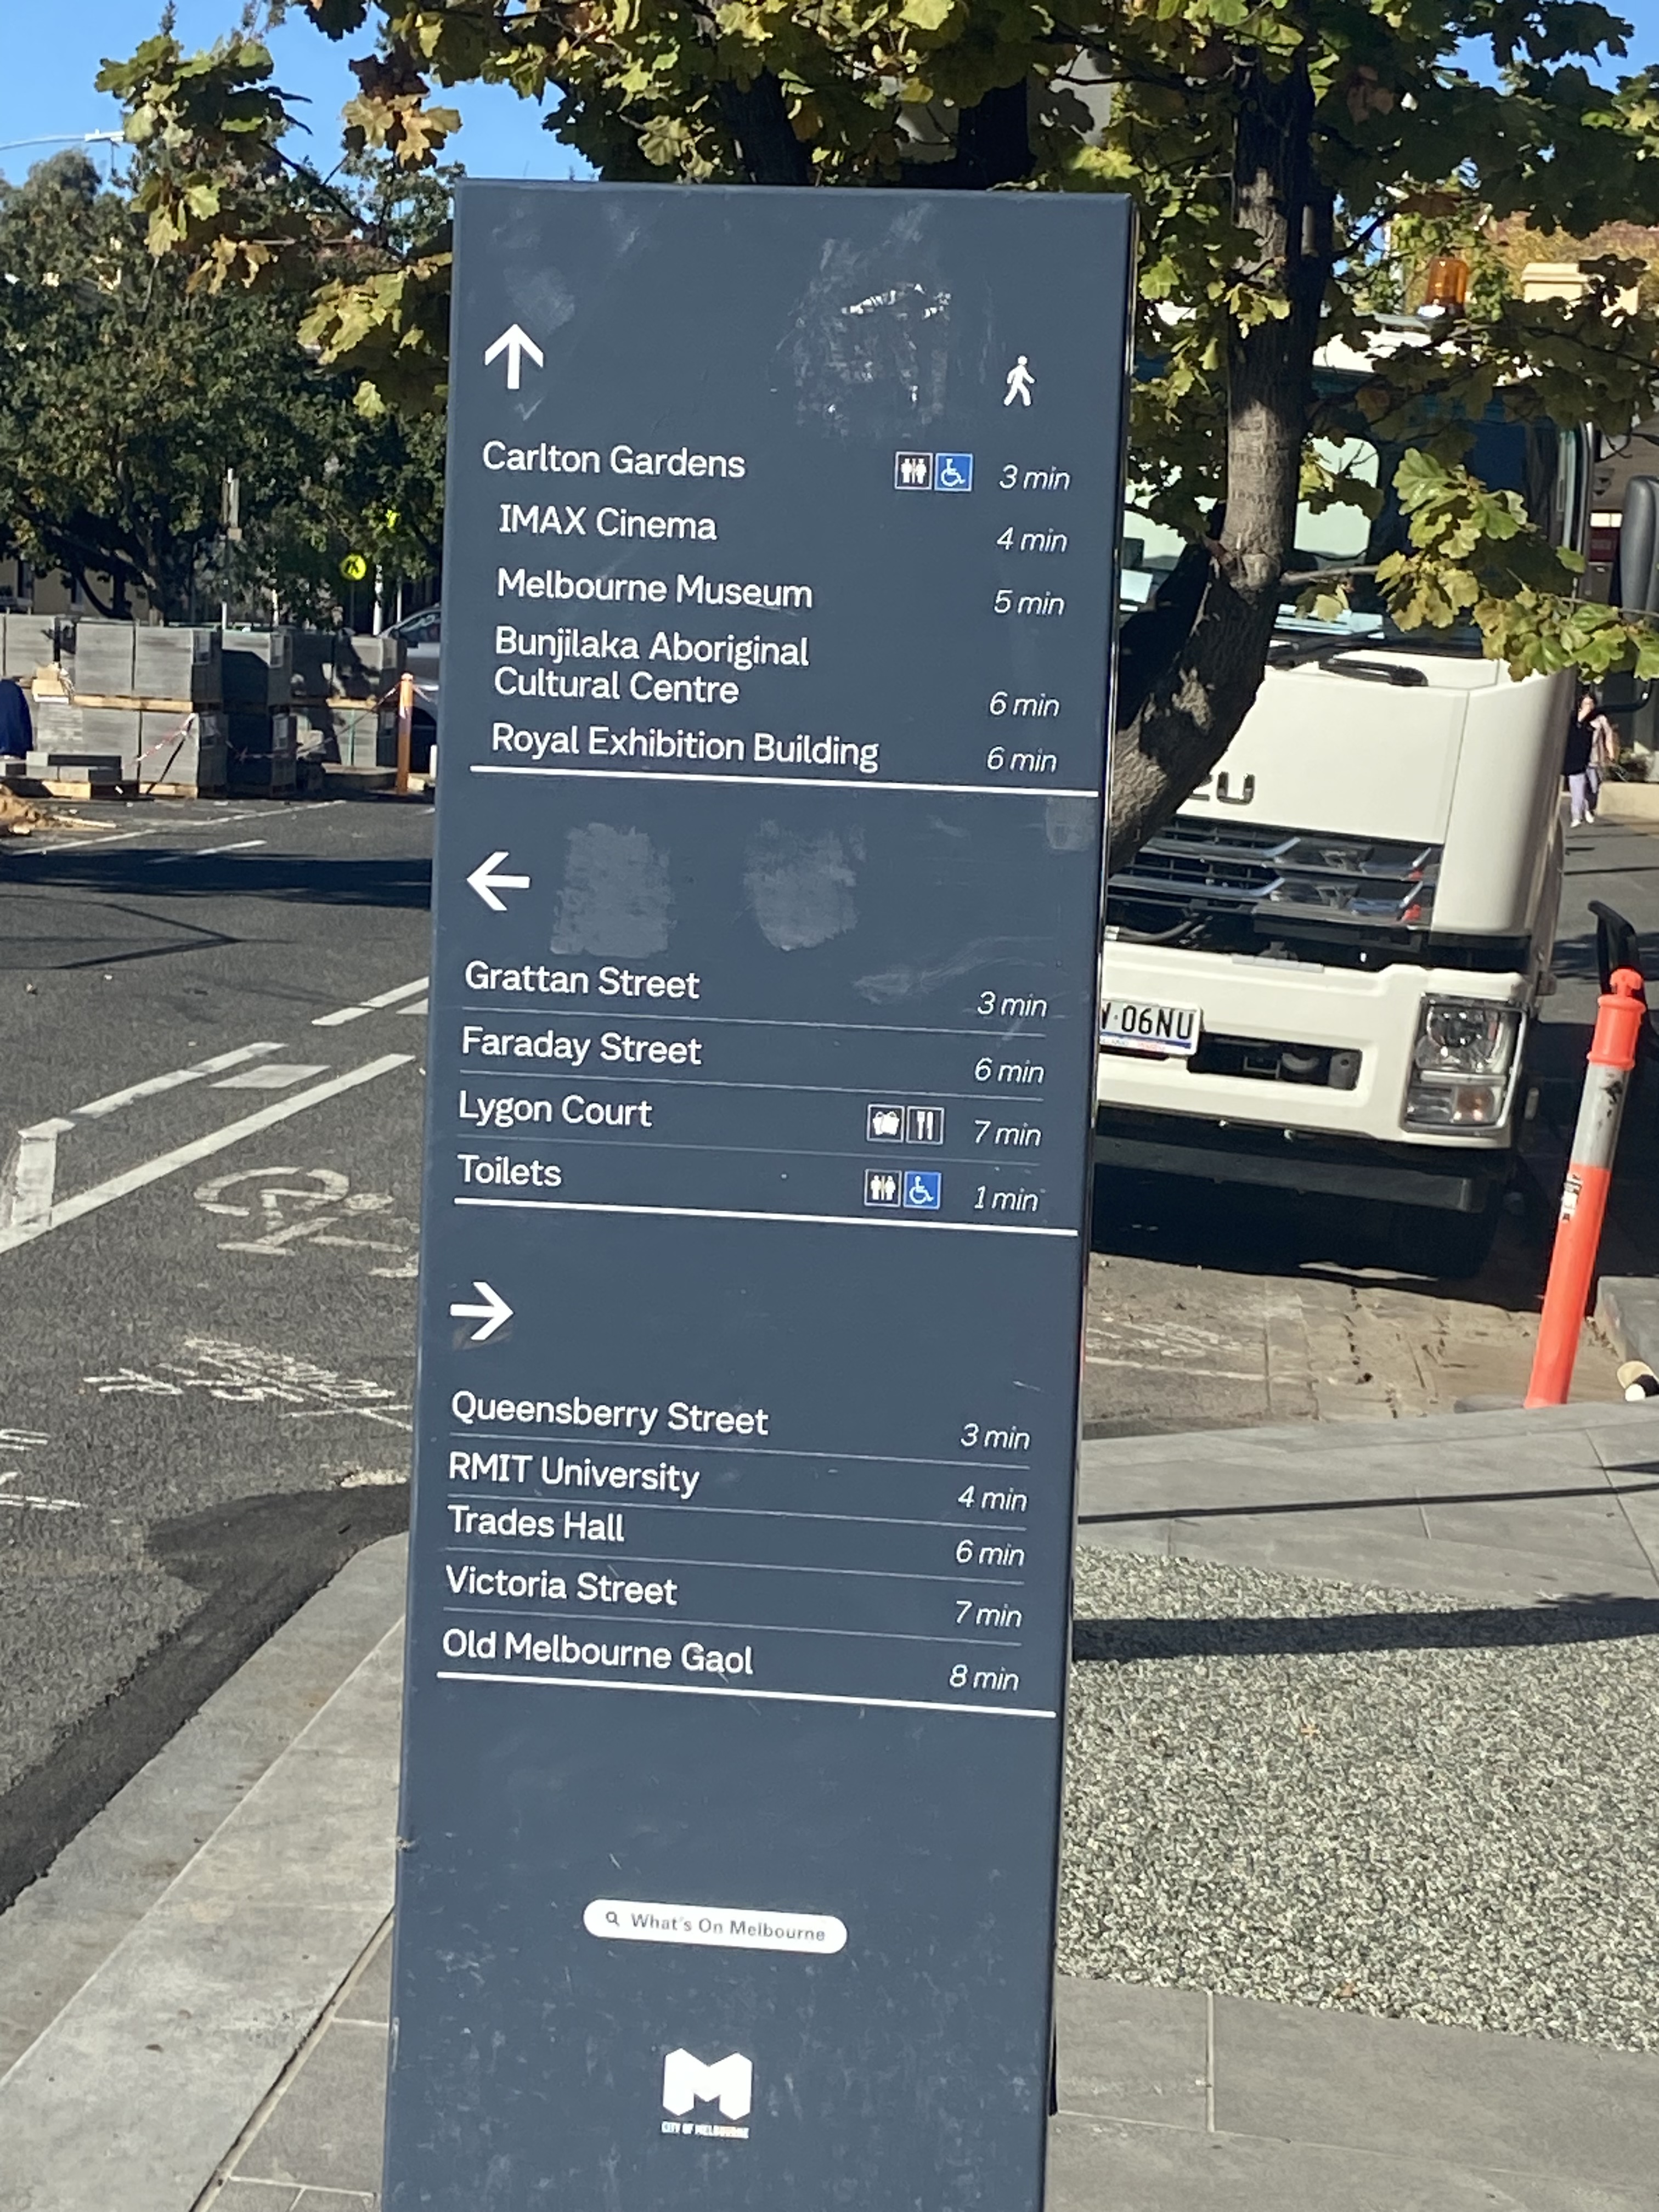 Carlton Gardens 3 min
IMAX Cinema 4 min
Melbourne Museum 5 min
Bunjilaka Aboriginal
Cultural Centre 6 min
Royal Exhibition Building 6 min
Grattan Street 3 min
Faraday Street 6 min
Lygon Court 7 min
Toilets 1 min
Queensberry Street 3 min
RMIT University 4 min
Trades Hall 6 min
Victoria Street 7 min
Old Melbourne Gaol 8 min
What's On Melbourne
CITY OF MELBOURNE
06NU